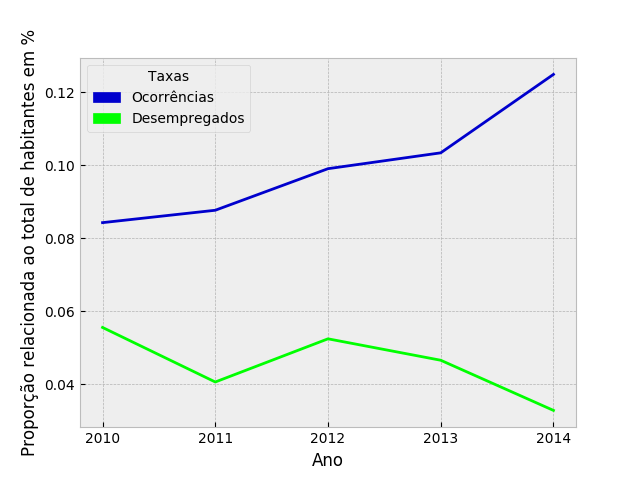 Proporção relacionada ao total de habitantes em %
Taxas
Ocorrências
Desempregados
0.12
0.10
0.08
0.06
0.04
2010 2011 2012 2013 2014
Ano